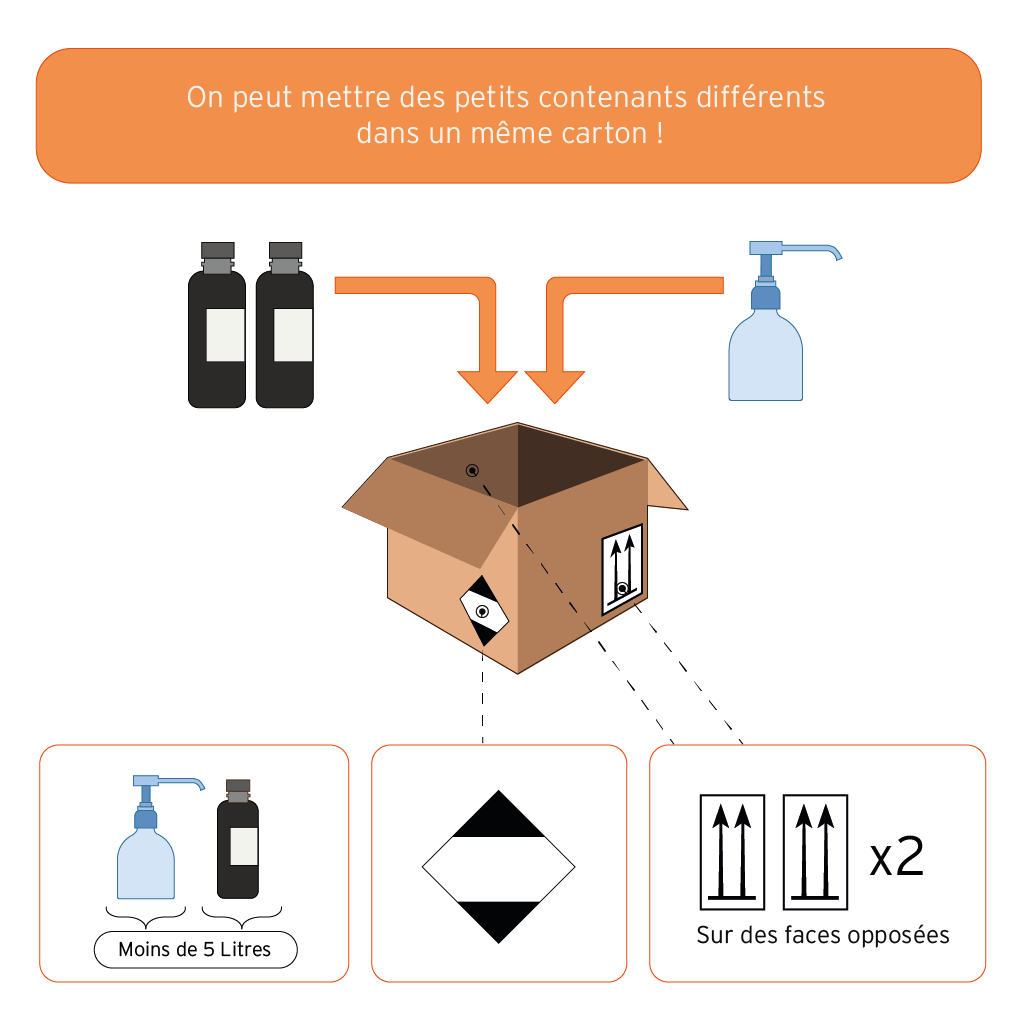 On peut mettre des petits contenants différents
dans un même carton !
Moins de 5 Litres
x2
Sur des faces opposées